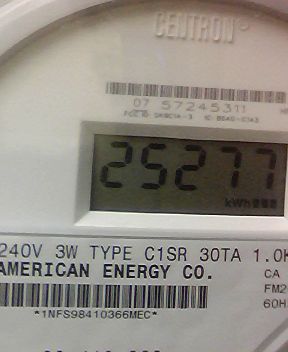 CENTRON
07 57245311
25277
kWh
240V 3W TYPE C1SR 30TA 1.0K
AMERICAN ENERGY CO.
CA
FM2
60H
*1NFS98410366MEC*